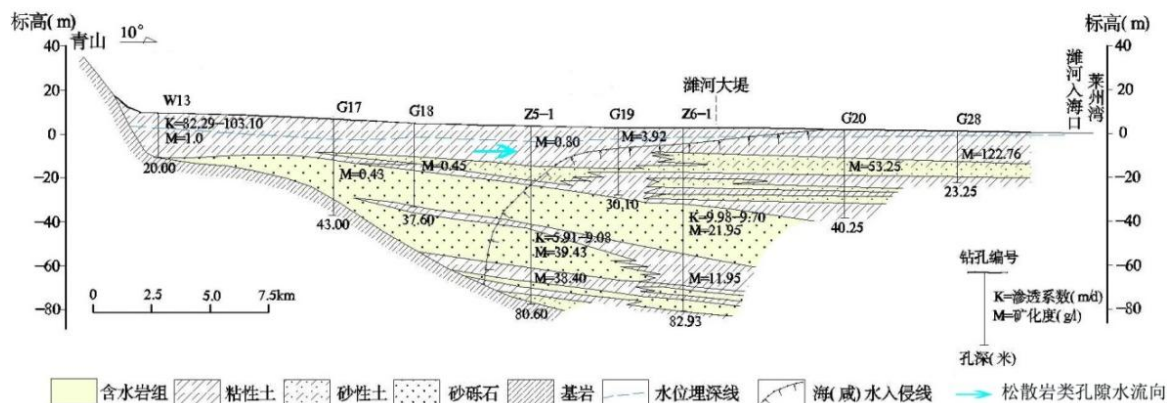 标高(m)
标高(m)
青山
10°
潍河大堤
潍河入海口
莱州湾
40
20
0
−20
−40
−60
−80
40
20
0
−20
−40
−60
−80
W13
G17
G18
Z5−1
G19
Z6−1
G20
G28
K=82.29−103.10
M=1.0
M=0.80
M=3.92
M=0.43
M=0.45
M=53.25
M=122.76
20.00
43.00
37.60
30.10
40.25
23.25
K=9.98−9.70
M=21.95
K=5.91−9.08
M=39.43
M=38.40
M=11.95
80.60
82.93
0 2.5 5.0 7.5km
钻孔编号
K=渗透系数(m/d)
M=矿化度(g/l)
孔深(米)
含水岩组 粘性土 砂性土 砂砾石 基岩 水位埋深线 海(咸)水入侵线 松散岩类孔隙水流向